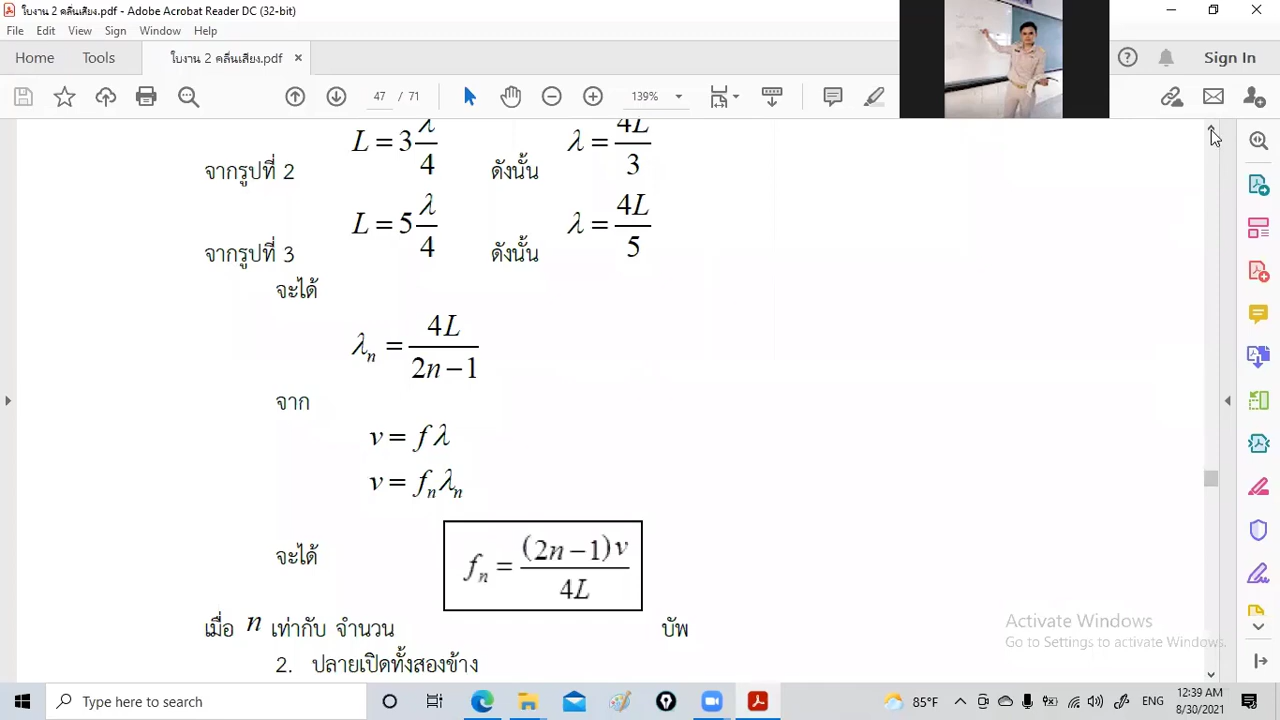 ใบงาน 2 คลื่นเสียง.pdf - Adobe Acrobat Reader DC (32-bit)
File Edit View Sign Window Help
Home Tools ใบงาน 2 คลื่นเสียง.pdf × Sign In
47 / 71 139%
จากรูปที่ 2 L = 3 λ/4 ดังนั้น λ = 4L/3
จากรูปที่ 3 L = 5 λ/4 ดังนั้น λ = 4L/5
จะได้
λn = 4L/2n − 1
จาก
v = fλ
v = fnλn
จะได้ fn = (2n − 1)v/4L
เมื่อ n เท่ากับ จำนวน บัพ
2. ปลายเปิดทั้งสองข้าง
Activate Windows
Go to Settings to activate Windows.
Type here to search
85°F ENG 12:39 AM
8/30/2021